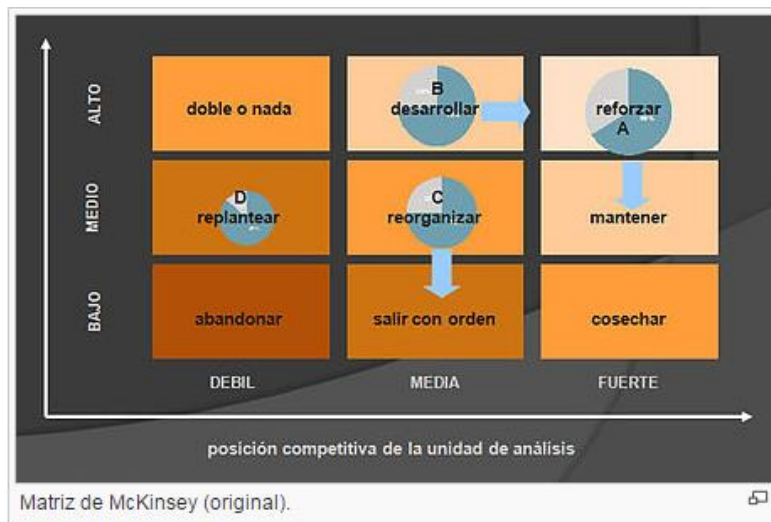 ALTO
doble o nada
B
desarrollar
reforzar
A
MEDIO
D
replantear
C
reorganizar
mantener
BAJO
abandonar
salir con orden
cosechar
DEBIL
MEDIA
FUERTE
posición competitiva de la unidad de análisis
Matriz de McKinsey (original).